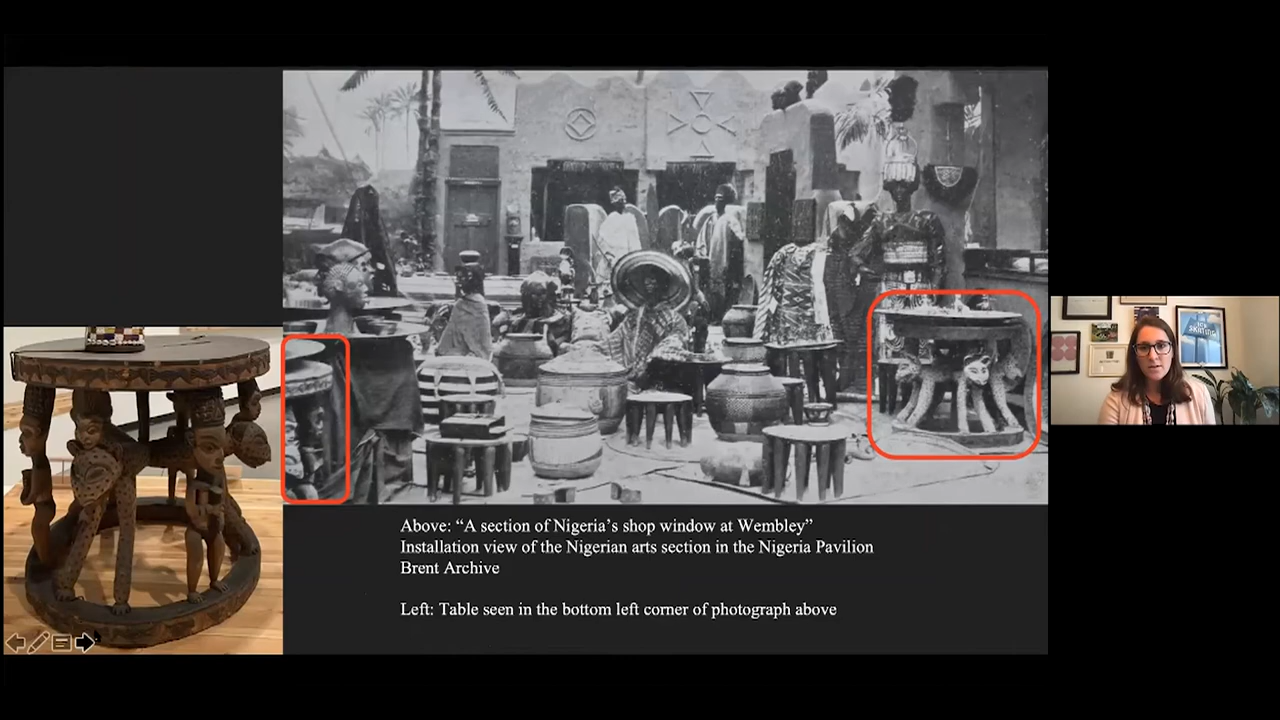 Above: “A section of Nigeria’s shop window at Wembley”
Installation view of the Nigerian arts section in the Nigeria Pavilion
Brent Archive
Left: Table seen in the bottom left corner of photograph above